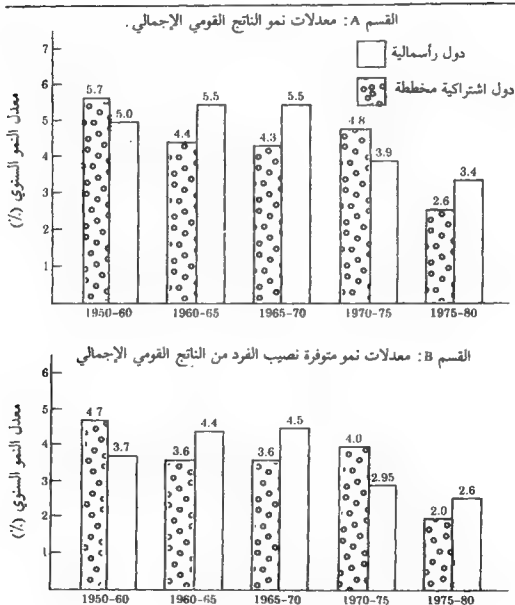 القسم A: معدلات نمو الناتج القومي الإجمالي.
دول رأسمالية
دول اشتراكية مخططة
معدل النمو السنوي (٪)
6
5
4
3
2
1
5.7 5.0 4.4 5.5 4.3 5.5 4.8 3.9 2.6 3.4
1950-60 1960-65 1965-70 1970-75 1975-80
القسم B: معدلات نمو متوفرة نصيب الفرد من الناتج القومي الإجمالي
معدل النمو السنوي (٪)
5
4
3
2
1
4.7 3.7 3.6 4.4 3.6 4.5 4.0 2.95 2.0 2.6
1950-60 1960-65 1965-70 1970-75 1975-80